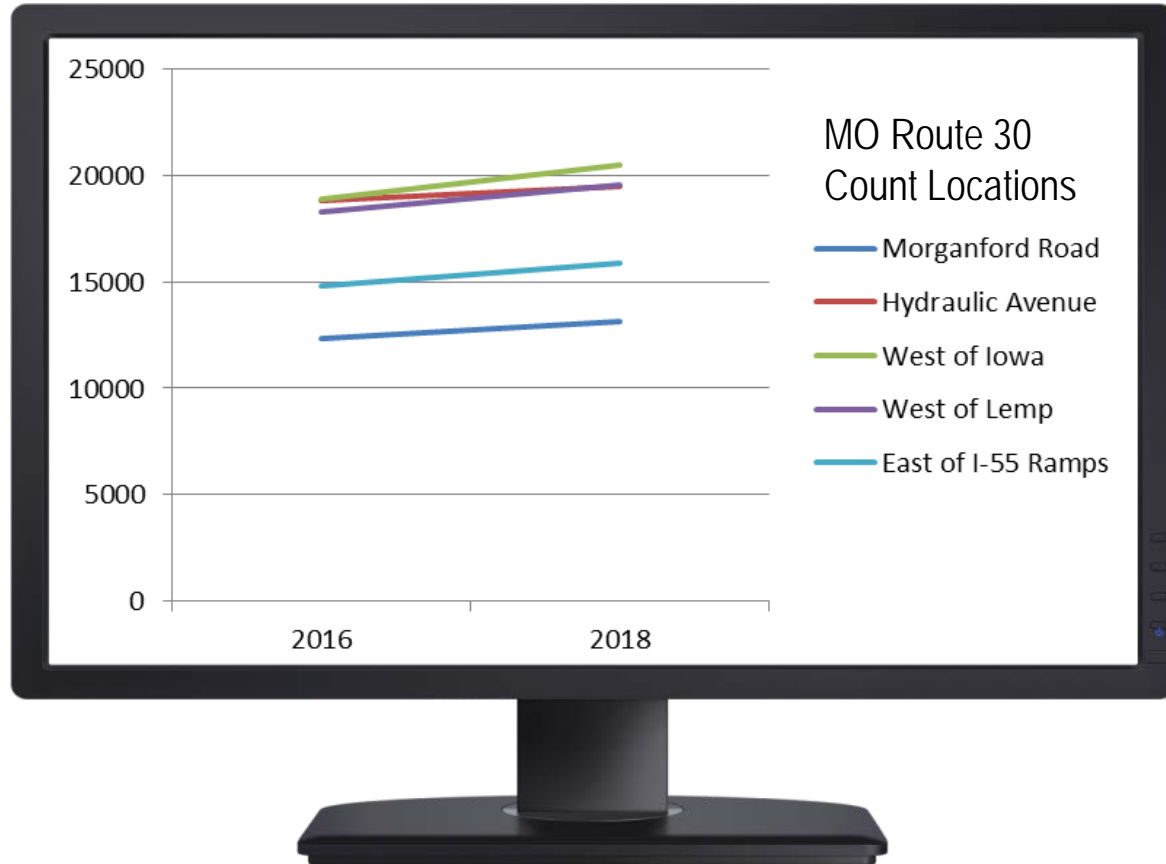 25000
20000
15000
10000
5000
0
2016
2018
MO Route 30
Count Locations
Morganford Road
Hydraulic Avenue
West of Iowa
West of Lemp
East of I-55 Ramps